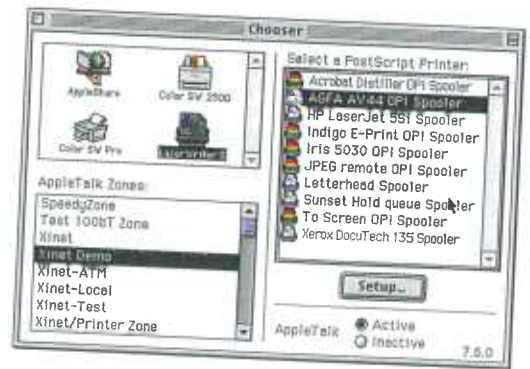 Chooser
AppleShare
Color SW 2500
Color SW Pro
LaserWriter 8
AppleTalk Zones:
SpeedyZone
Test 100bT Zone
Xinet
Xinet Demo
Xinet-ATM
Xinet-Local
Xinet-Test
Xinet/Printer Zone
Select a PostScript Printer:
Acrobat Distiller OPI Spooler
AGFA AV44 OPI Spooler
HP LaserJet 5Si Spooler
Indigo E-Print OPI Spooler
Iris 5030 OPI Spooler
JPEG remote OPI Spooler
Letterhead Spooler
Sunset Hold queue Spooler
To Screen OPI Spooler
Xerox DocuTech 135 Spooler
Setup...
AppleTalk
Active
Inactive
7.6.0